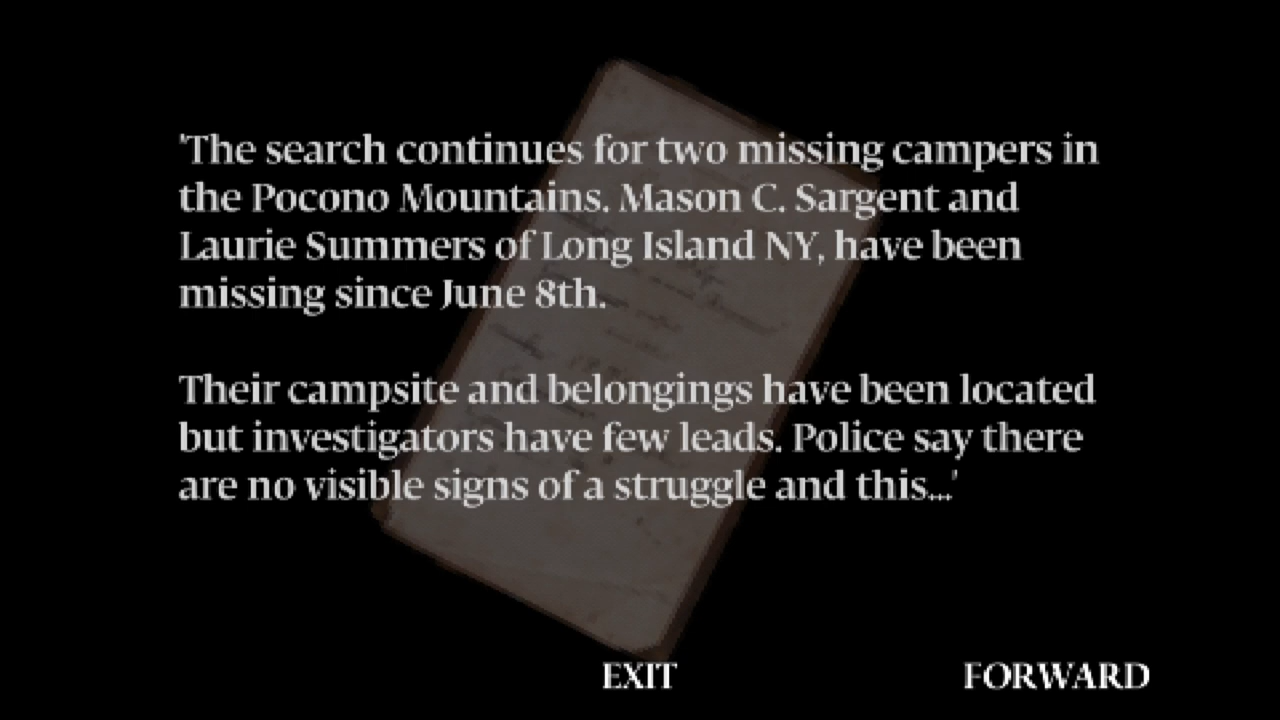 'The search continues for two missing campers in
the Pocono Mountains. Mason C. Sargent and
Laurie Summers of Long Island NY, have been
missing since June 8th.
Their campsite and belongings have been located
but investigators have few leads. Police say there
are no visible signs of a struggle and this...'
EXIT
FORWARD